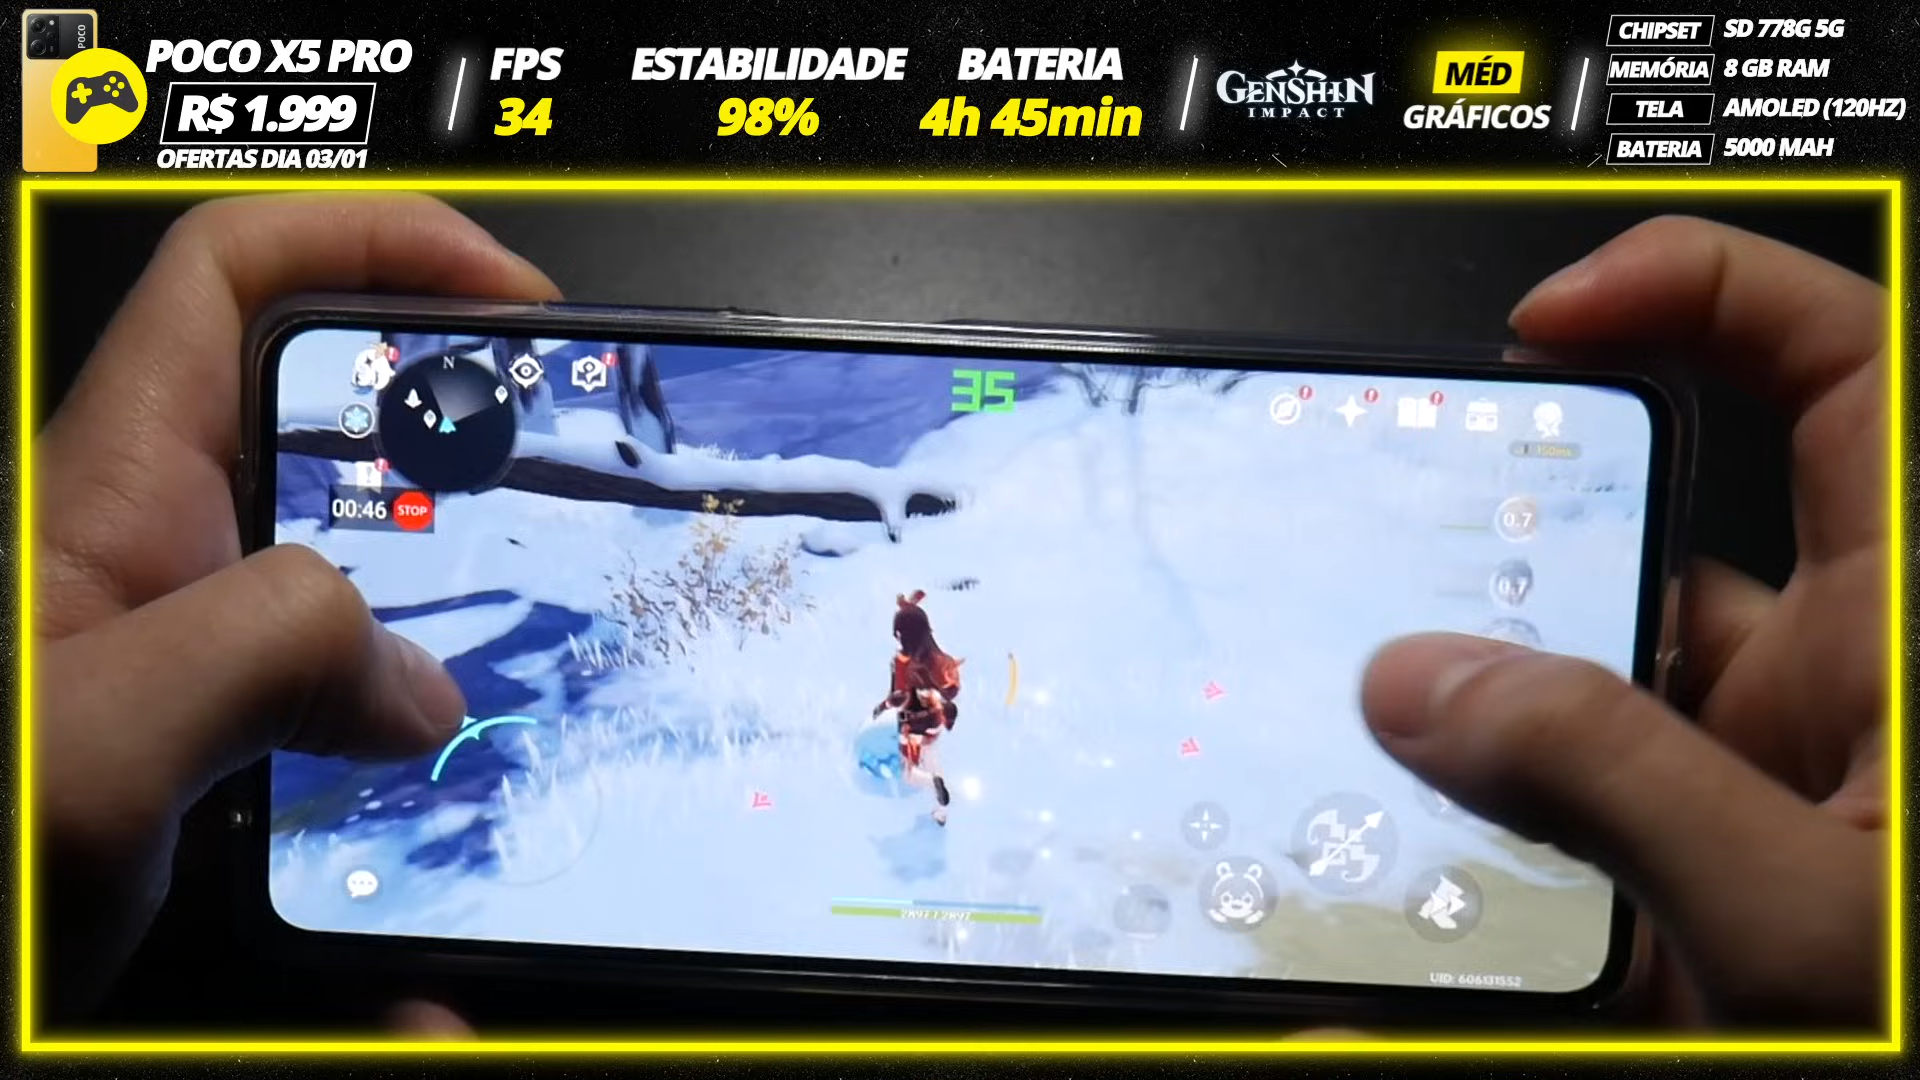 POCO X5 PRO
R$ 1.999
OFERTAS DIA 03/01
FPS
34
ESTABILIDADE
98%
BATERIA
4h 45min
GENSHIN
IMPACT
MÉD
GRÁFICOS
CHIPSET SD 778G 5G
MEMÓRIA 8 GB RAM
TELA AMOLED (120HZ)
BATERIA 5000 MAH
POCO
N
35
00:46 STOP
0.7
0.7
2897 / 2897
UID: 606131552